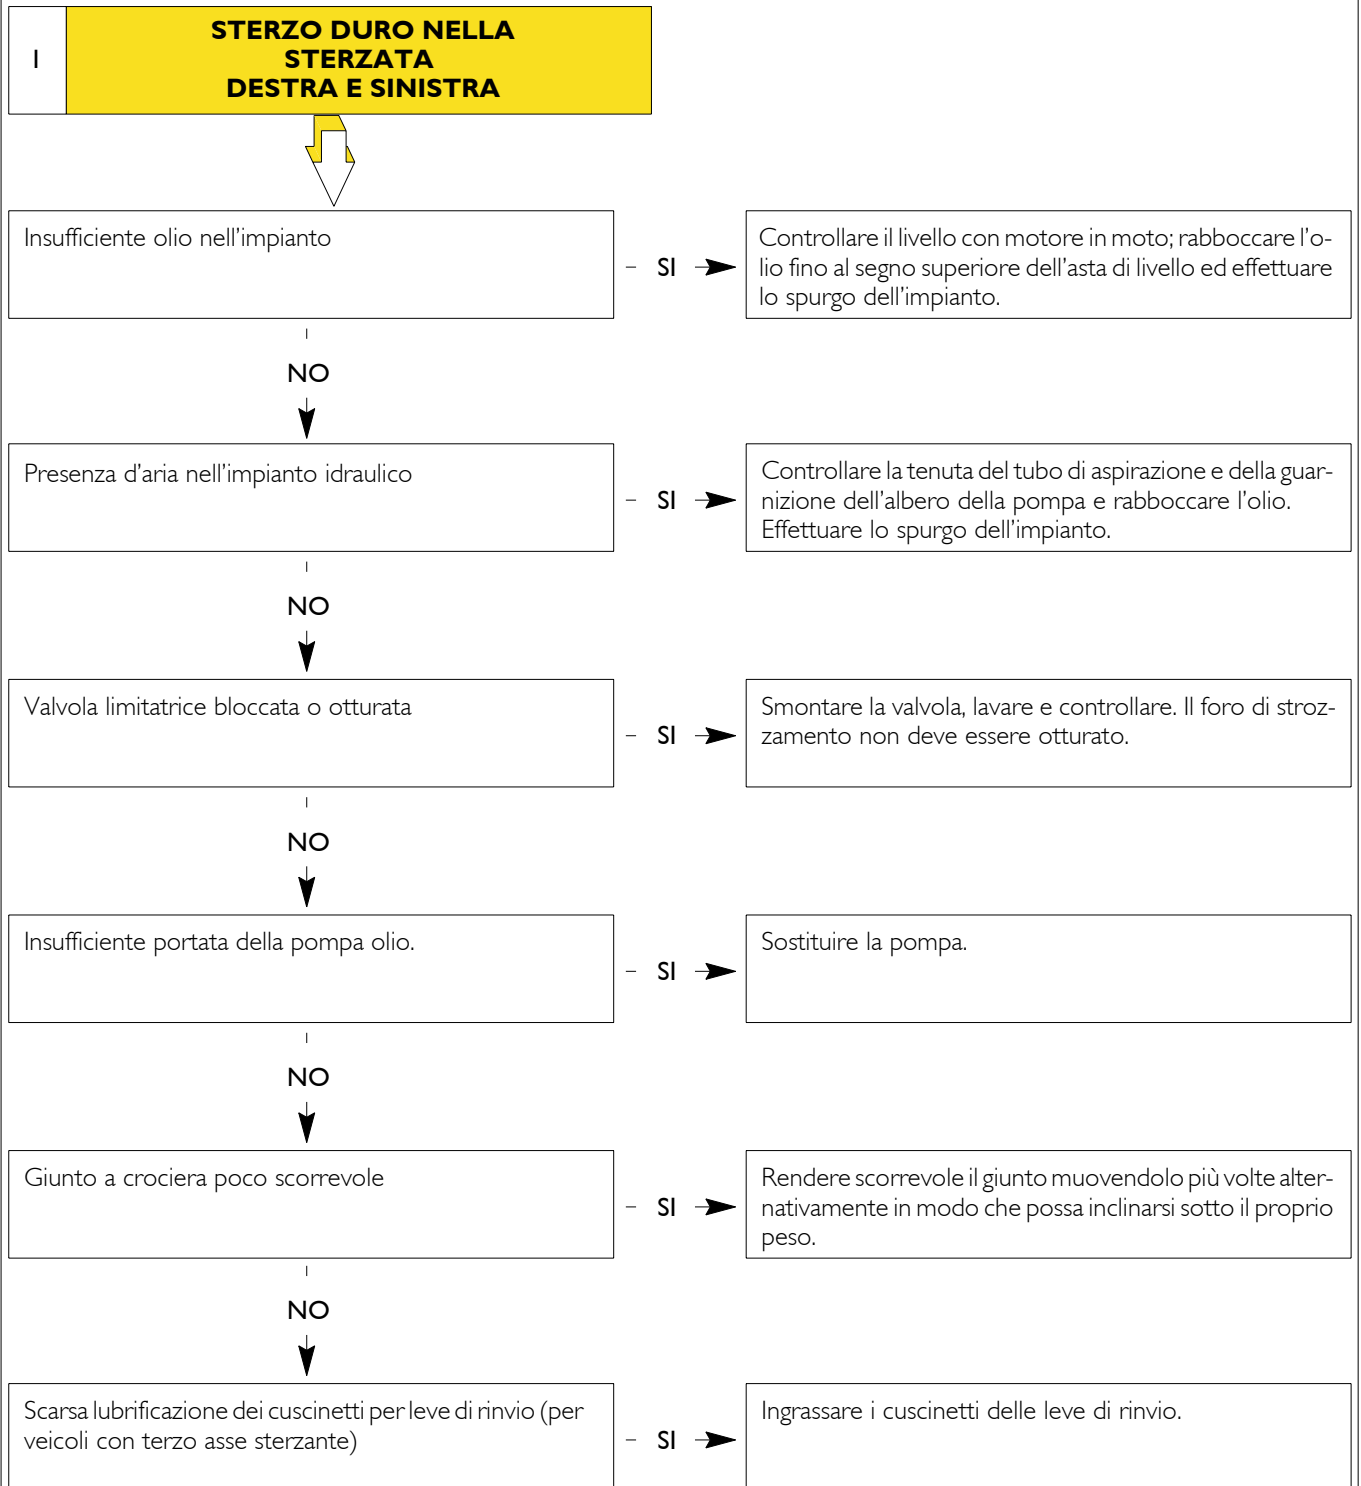 1
STERZO DURO NELLA
STERZATA
DESTRA E SINISTRA
Insufficiente olio nell'impianto
SI
Controllare il livello con motore in moto; rabboccare l'o-
lio fino al segno superiore dell'asta di livello ed effettuare
lo spurgo dell'impianto.
NO
Presenza d'aria nell'impianto idraulico
SI
Controllare la tenuta del tubo di aspirazione e della guar-
nizione dell'albero della pompa e rabboccare l'olio.
Effettuare lo spurgo dell'impianto.
NO
Valvola limitatrice bloccata o otturata
SI
Smontare la valvola, lavare e controllare. Il foro di stroz-
zamento non deve essere otturato.
NO
Insufficiente portata della pompa olio.
SI
Sostituire la pompa.
NO
Giunto a crociera poco scorrevole
SI
Rendere scorrevole il giunto muovendolo più volte alter-
nativamente in modo che possa inclinarsi sotto il proprio
peso.
NO
Scarsa lubrificazione dei cuscinetti per leve di rinvio (per
veicoli con terzo asse sterzante)
SI
Ingrassare i cuscinetti delle leve di rinvio.